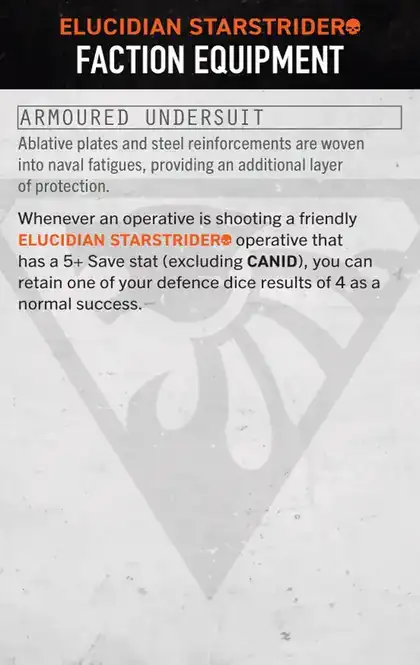 ELUCIDIAN STARSTRIDER
FACTION EQUIPMENT
ARMOURED UNDERSUIT
Ablative plates and steel reinforcements are woven
into naval fatigues, providing an additional layer
of protection.
Whenever an operative is shooting a friendly
ELUCIDIAN STARSTRIDER operative that
has a 5+ Save stat (excluding CANID), you can
retain one of your defence dice results of 4 as a
normal success.